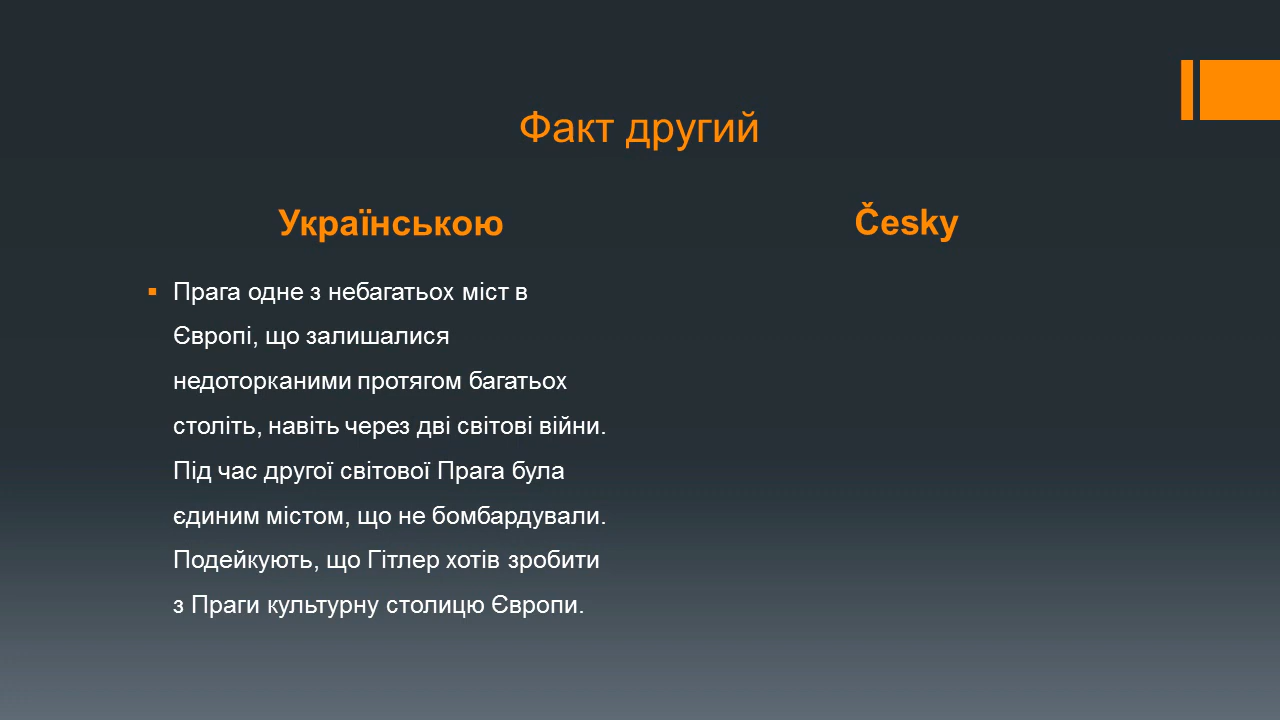 Факт другий
Українською
Česky
Прага одне з небагатьох міст в
Європі, що залишалися
недоторканими протягом багатьох
століть, навіть через дві світові війни.
Під час другої світової Прага була
єдиним містом, що не бомбардували.
Подейкують, що Гітлер хотів зробити
з Праги культурну столицю Європи.